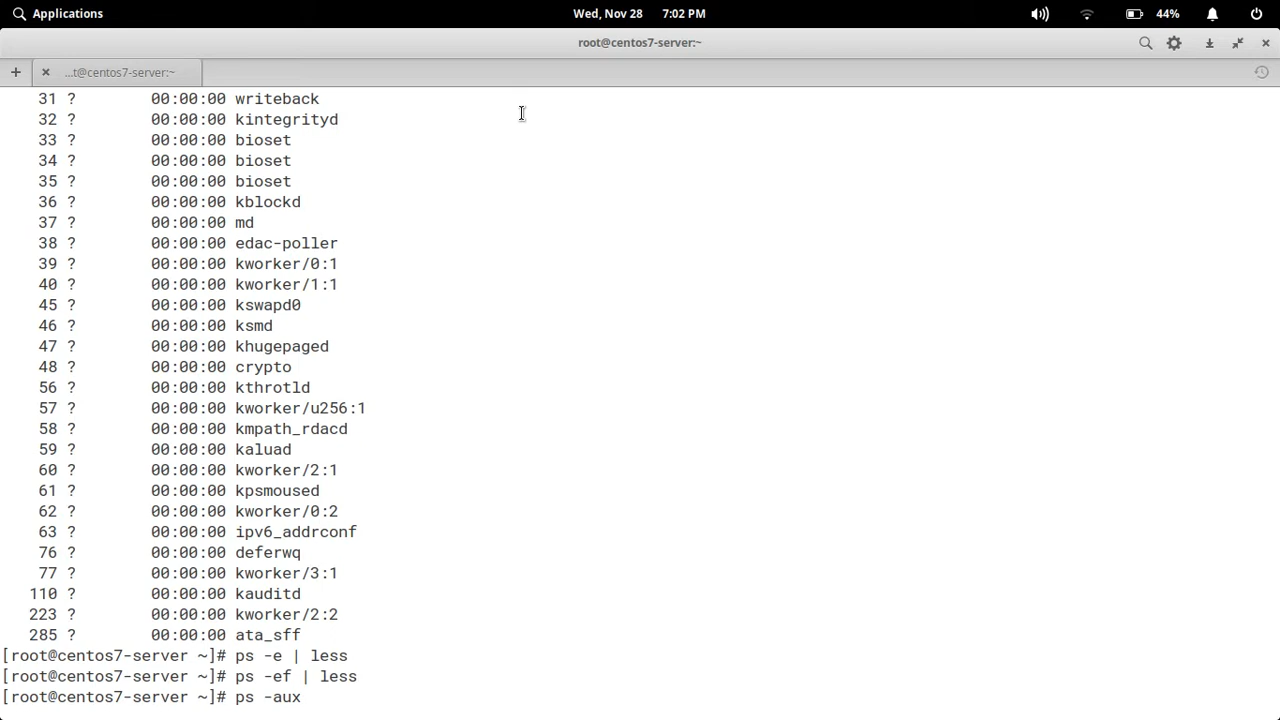 Applications
Wed, Nov 28 7:02 PM
44%
root@centos7-server:~
+ × ...t@centos7-server:~
31 ? 00:00:00 writeback
32 ? 00:00:00 kintegrityd
33 ? 00:00:00 bioset
34 ? 00:00:00 bioset
35 ? 00:00:00 bioset
36 ? 00:00:00 kblockd
37 ? 00:00:00 md
38 ? 00:00:00 edac-poller
39 ? 00:00:00 kworker/0:1
40 ? 00:00:00 kworker/1:1
45 ? 00:00:00 kswapd0
46 ? 00:00:00 ksmd
47 ? 00:00:00 khugepaged
48 ? 00:00:00 crypto
56 ? 00:00:00 kthrotld
57 ? 00:00:00 kworker/u256:1
58 ? 00:00:00 kmpath_rdacd
59 ? 00:00:00 kaluad
60 ? 00:00:00 kworker/2:1
61 ? 00:00:00 kpsmoused
62 ? 00:00:00 kworker/0:2
63 ? 00:00:00 ipv6_addrconf
76 ? 00:00:00 deferwq
77 ? 00:00:00 kworker/3:1
110 ? 00:00:00 kauditd
223 ? 00:00:00 kworker/2:2
285 ? 00:00:00 ata_sff
[root@centos7-server ~]# ps -e | less
[root@centos7-server ~]# ps -ef | less
[root@centos7-server ~]# ps -aux